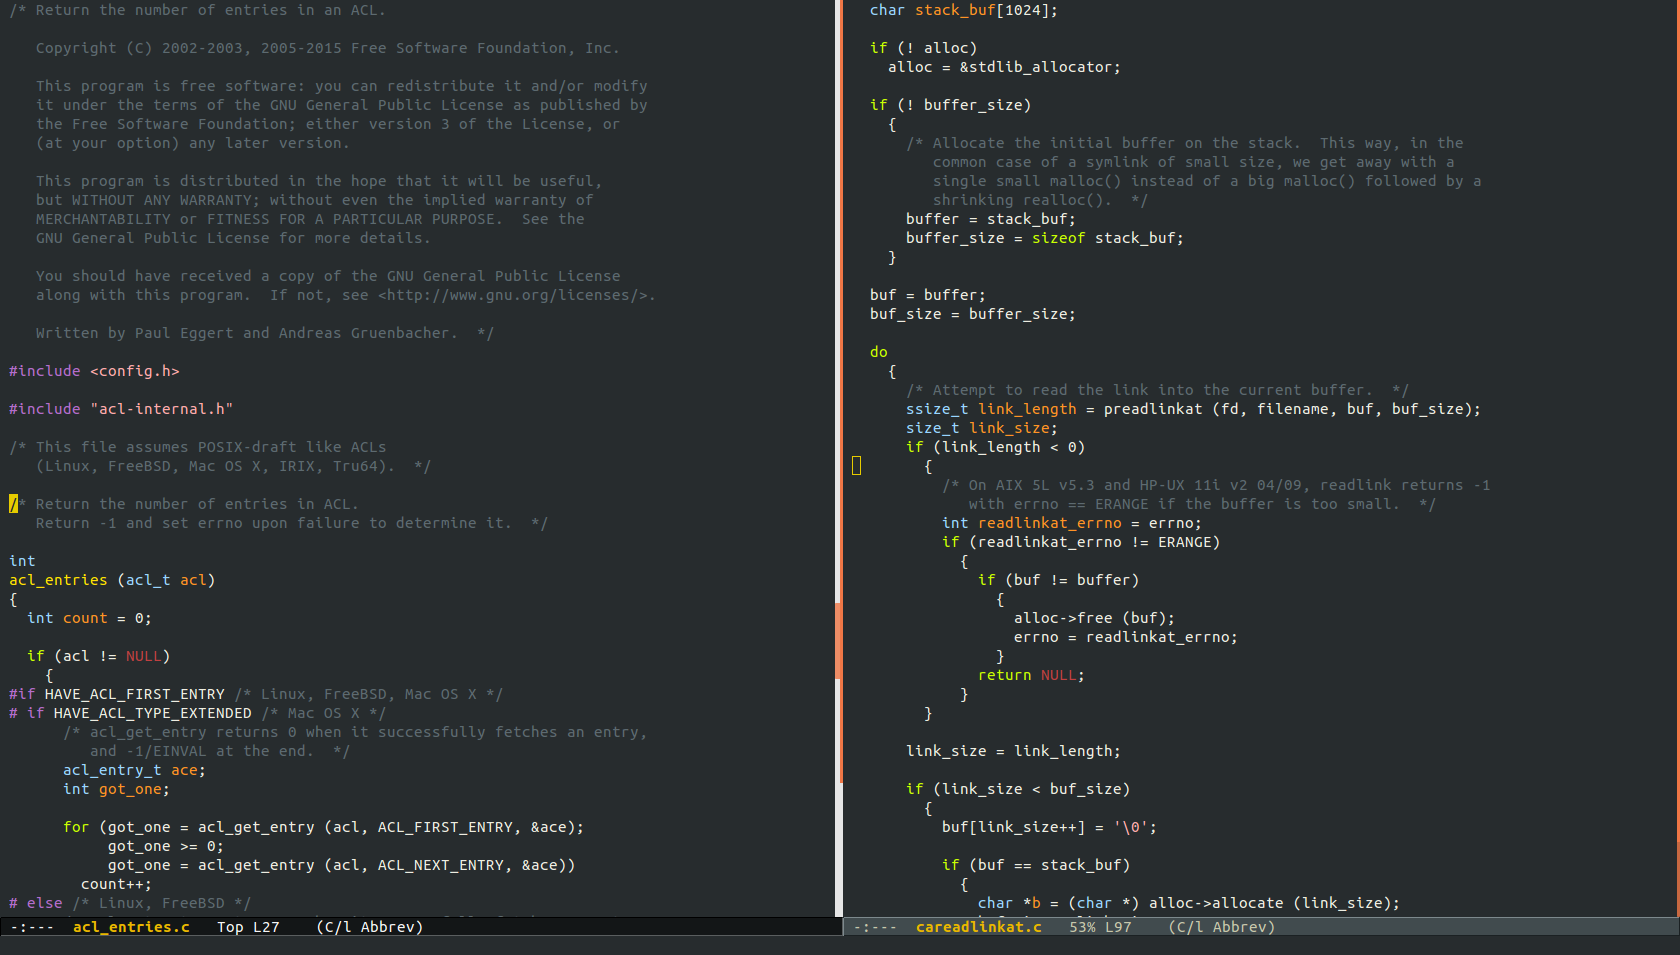 /* Return the number of entries in an ACL.

   Copyright (C) 2002-2003, 2005-2015 Free Software Foundation, Inc.

   This program is free software: you can redistribute it and/or modify
   it under the terms of the GNU General Public License as published by
   the Free Software Foundation; either version 3 of the License, or
   (at your option) any later version.

   This program is distributed in the hope that it will be useful,
   but WITHOUT ANY WARRANTY; without even the implied warranty of
   MERCHANTABILITY or FITNESS FOR A PARTICULAR PURPOSE.  See the
   GNU General Public License for more details.

   You should have received a copy of the GNU General Public License
   along with this program.  If not, see <http://www.gnu.org/licenses/>.

   Written by Paul Eggert and Andreas Gruenbacher.  */

#include <config.h>

#include "acl-internal.h"

/* This file assumes POSIX-draft like ACLs
   (Linux, FreeBSD, Mac OS X, IRIX, Tru64).  */

/* Return the number of entries in ACL.
   Return -1 and set errno upon failure to determine it.  */

int
acl_entries (acl_t acl)
{
  int count = 0;

  if (acl != NULL)
    {
#if HAVE_ACL_FIRST_ENTRY /* Linux, FreeBSD, Mac OS X */
# if HAVE_ACL_TYPE_EXTENDED /* Mac OS X */
      /* acl_get_entry returns 0 when it successfully fetches an entry,
         and -1/EINVAL at the end.  */
      acl_entry_t ace;
      int got_one;

      for (got_one = acl_get_entry (acl, ACL_FIRST_ENTRY, &ace);
           got_one >= 0;
           got_one = acl_get_entry (acl, ACL_NEXT_ENTRY, &ace))
        count++;
# else /* Linux, FreeBSD */
-:---  acl_entries.c   Top L27    (C/l Abbrev)
  char stack_buf[1024];

  if (! alloc)
    alloc = &stdlib_allocator;

  if (! buffer_size)
    {
      /* Allocate the initial buffer on the stack.  This way, in the
         common case of a symlink of small size, we get away with a
         single small malloc() instead of a big malloc() followed by a
         shrinking realloc().  */
      buffer = stack_buf;
      buffer_size = sizeof stack_buf;
    }

  buf = buffer;
  buf_size = buffer_size;

  do
    {
      /* Attempt to read the link into the current buffer.  */
      ssize_t link_length = preadlinkat (fd, filename, buf, buf_size);
      size_t link_size;
      if (link_length < 0)
        {
          /* On AIX 5L v5.3 and HP-UX 11i v2 04/09, readlink returns -1
             with errno == ERANGE if the buffer is too small.  */
          int readlinkat_errno = errno;
          if (readlinkat_errno != ERANGE)
            {
              if (buf != buffer)
                {
                  alloc->free (buf);
                  errno = readlinkat_errno;
                }
              return NULL;
            }
        }

      link_size = link_length;

      if (link_size < buf_size)
        {
          buf[link_size++] = '\0';

          if (buf == stack_buf)
            {
              char *b = (char *) alloc->allocate (link_size);
-:---  careadlinkat.c   53% L97    (C/l Abbrev)